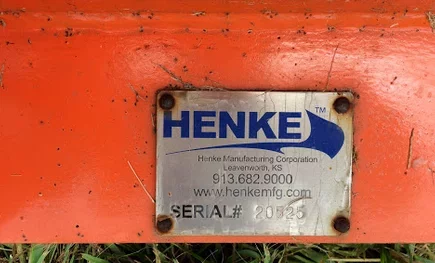 HENKE™
Henke Manufacturing Corporation
Leavenworth, KS
913.682.9000
www.henkemfg.com
SERIAL# 20525